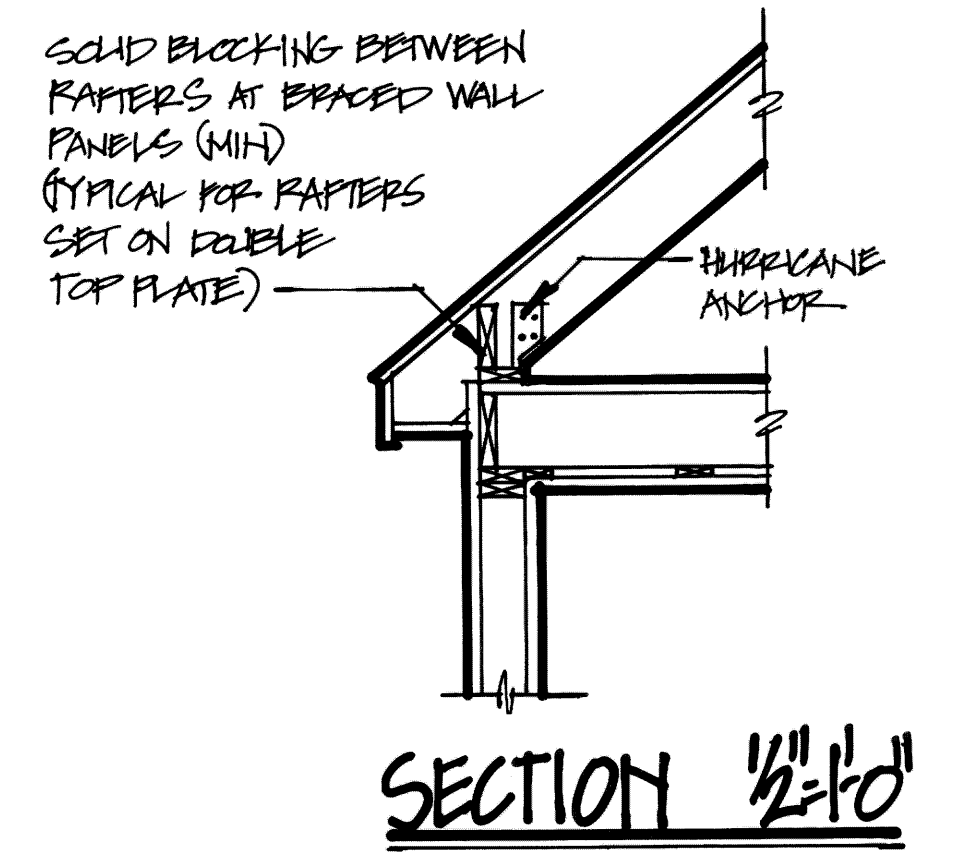 SOLID BLOCKING BETWEEN
RAFTERS AT BRACED WALL
PANELS (MIN)
(TYPICAL FOR RAFTERS
SET ON DOUBLE
TOP PLATE)
HURRICANE
ANCHOR
SECTION 1/2"=1'-0"